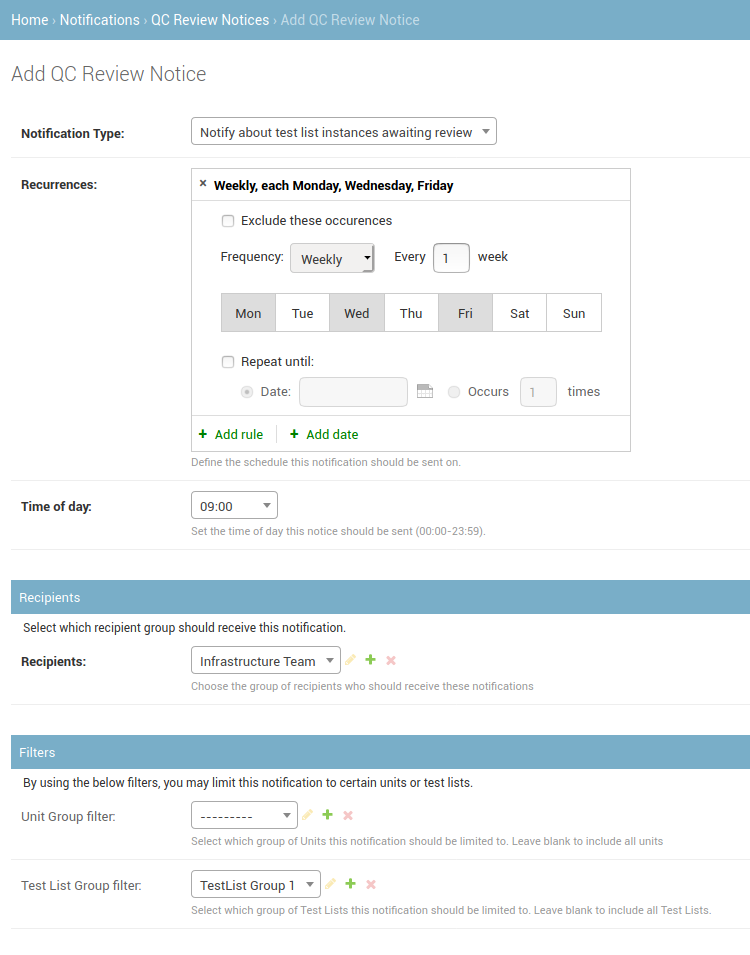 Home › Notifications › QC Review Notices › Add QC Review Notice
Add QC Review Notice
Notification Type: Notify about test list instances awaiting review
Recurrences: × Weekly, each Monday, Wednesday, Friday
Exclude these occurences
Frequency: Weekly Every 1 week
Mon Tue Wed Thu Fri Sat Sun
Repeat until:
Date: Occurs 1 times
+ Add rule + Add date
Define the schedule this notification should be sent on.
Time of day: 09:00
Set the time of day this notice should be sent (00:00-23:59).
Recipients
Select which recipient group should receive this notification.
Recipients: Infrastructure Team
Choose the group of recipients who should receive these notifications
Filters
By using the below filters, you may limit this notification to certain units or test lists.
Unit Group filter: ---------
Select which group of Units this notification should be limited to. Leave blank to include all units
Test List Group filter: TestList Group 1
Select which group of Test Lists this notification should be limited to. Leave blank to include all Test Lists.